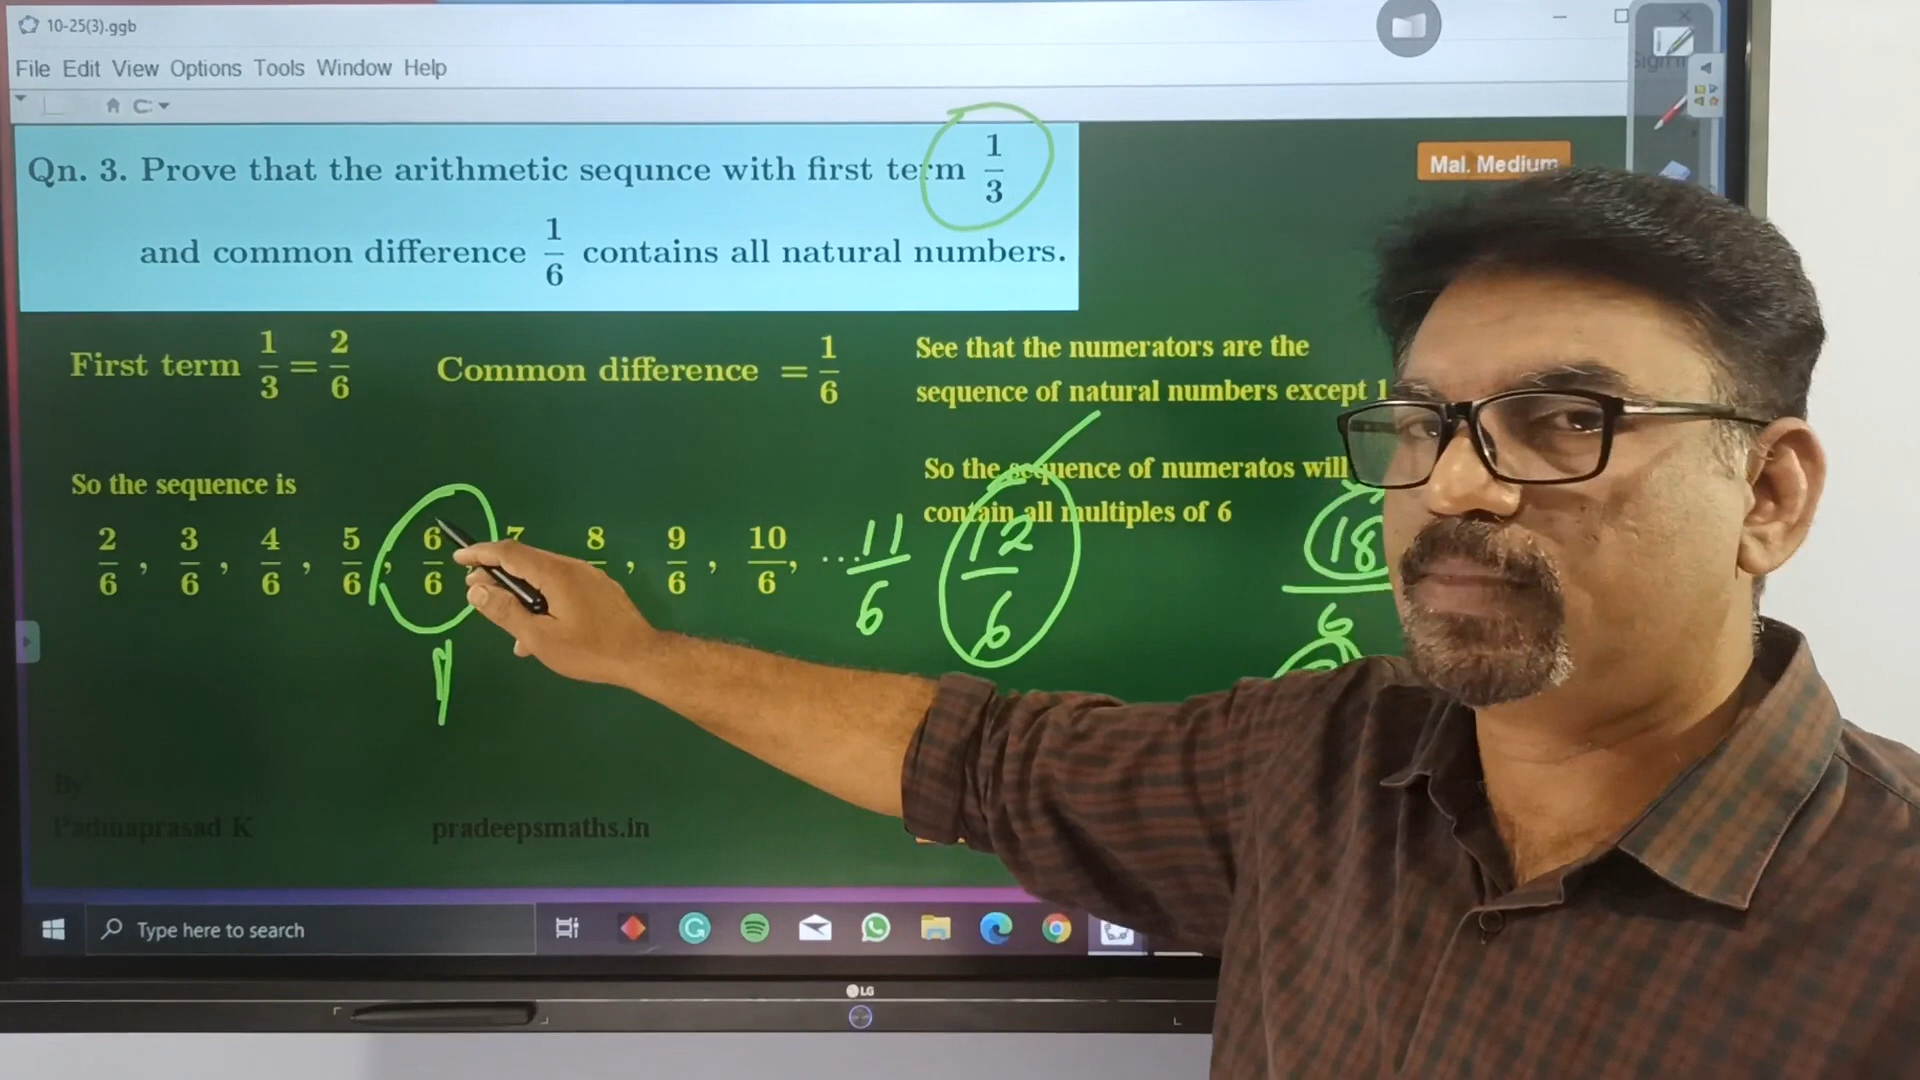 10-25(3).ggb
File Edit View Options Tools Window Help
C:
Qn. 3. Prove that the arithmetic sequnce with first term 1/3
and common difference 1/6 contains all natural numbers.
Mal. Medium
First term 1/3 = 2/6
Common difference = 1/6
See that the numerators are the
sequence of natural numbers except 1
So the sequence of numeratos will
contain all multiples of 6
So the sequence is
2/6 , 3/6 , 4/6 , 5/6 , 6/6 7 8 , 9/6 , 10/6, ... 11/6 12/6
18/6
By
Padmaprasad K
pradeepsmaths.in
Type here to search
LG